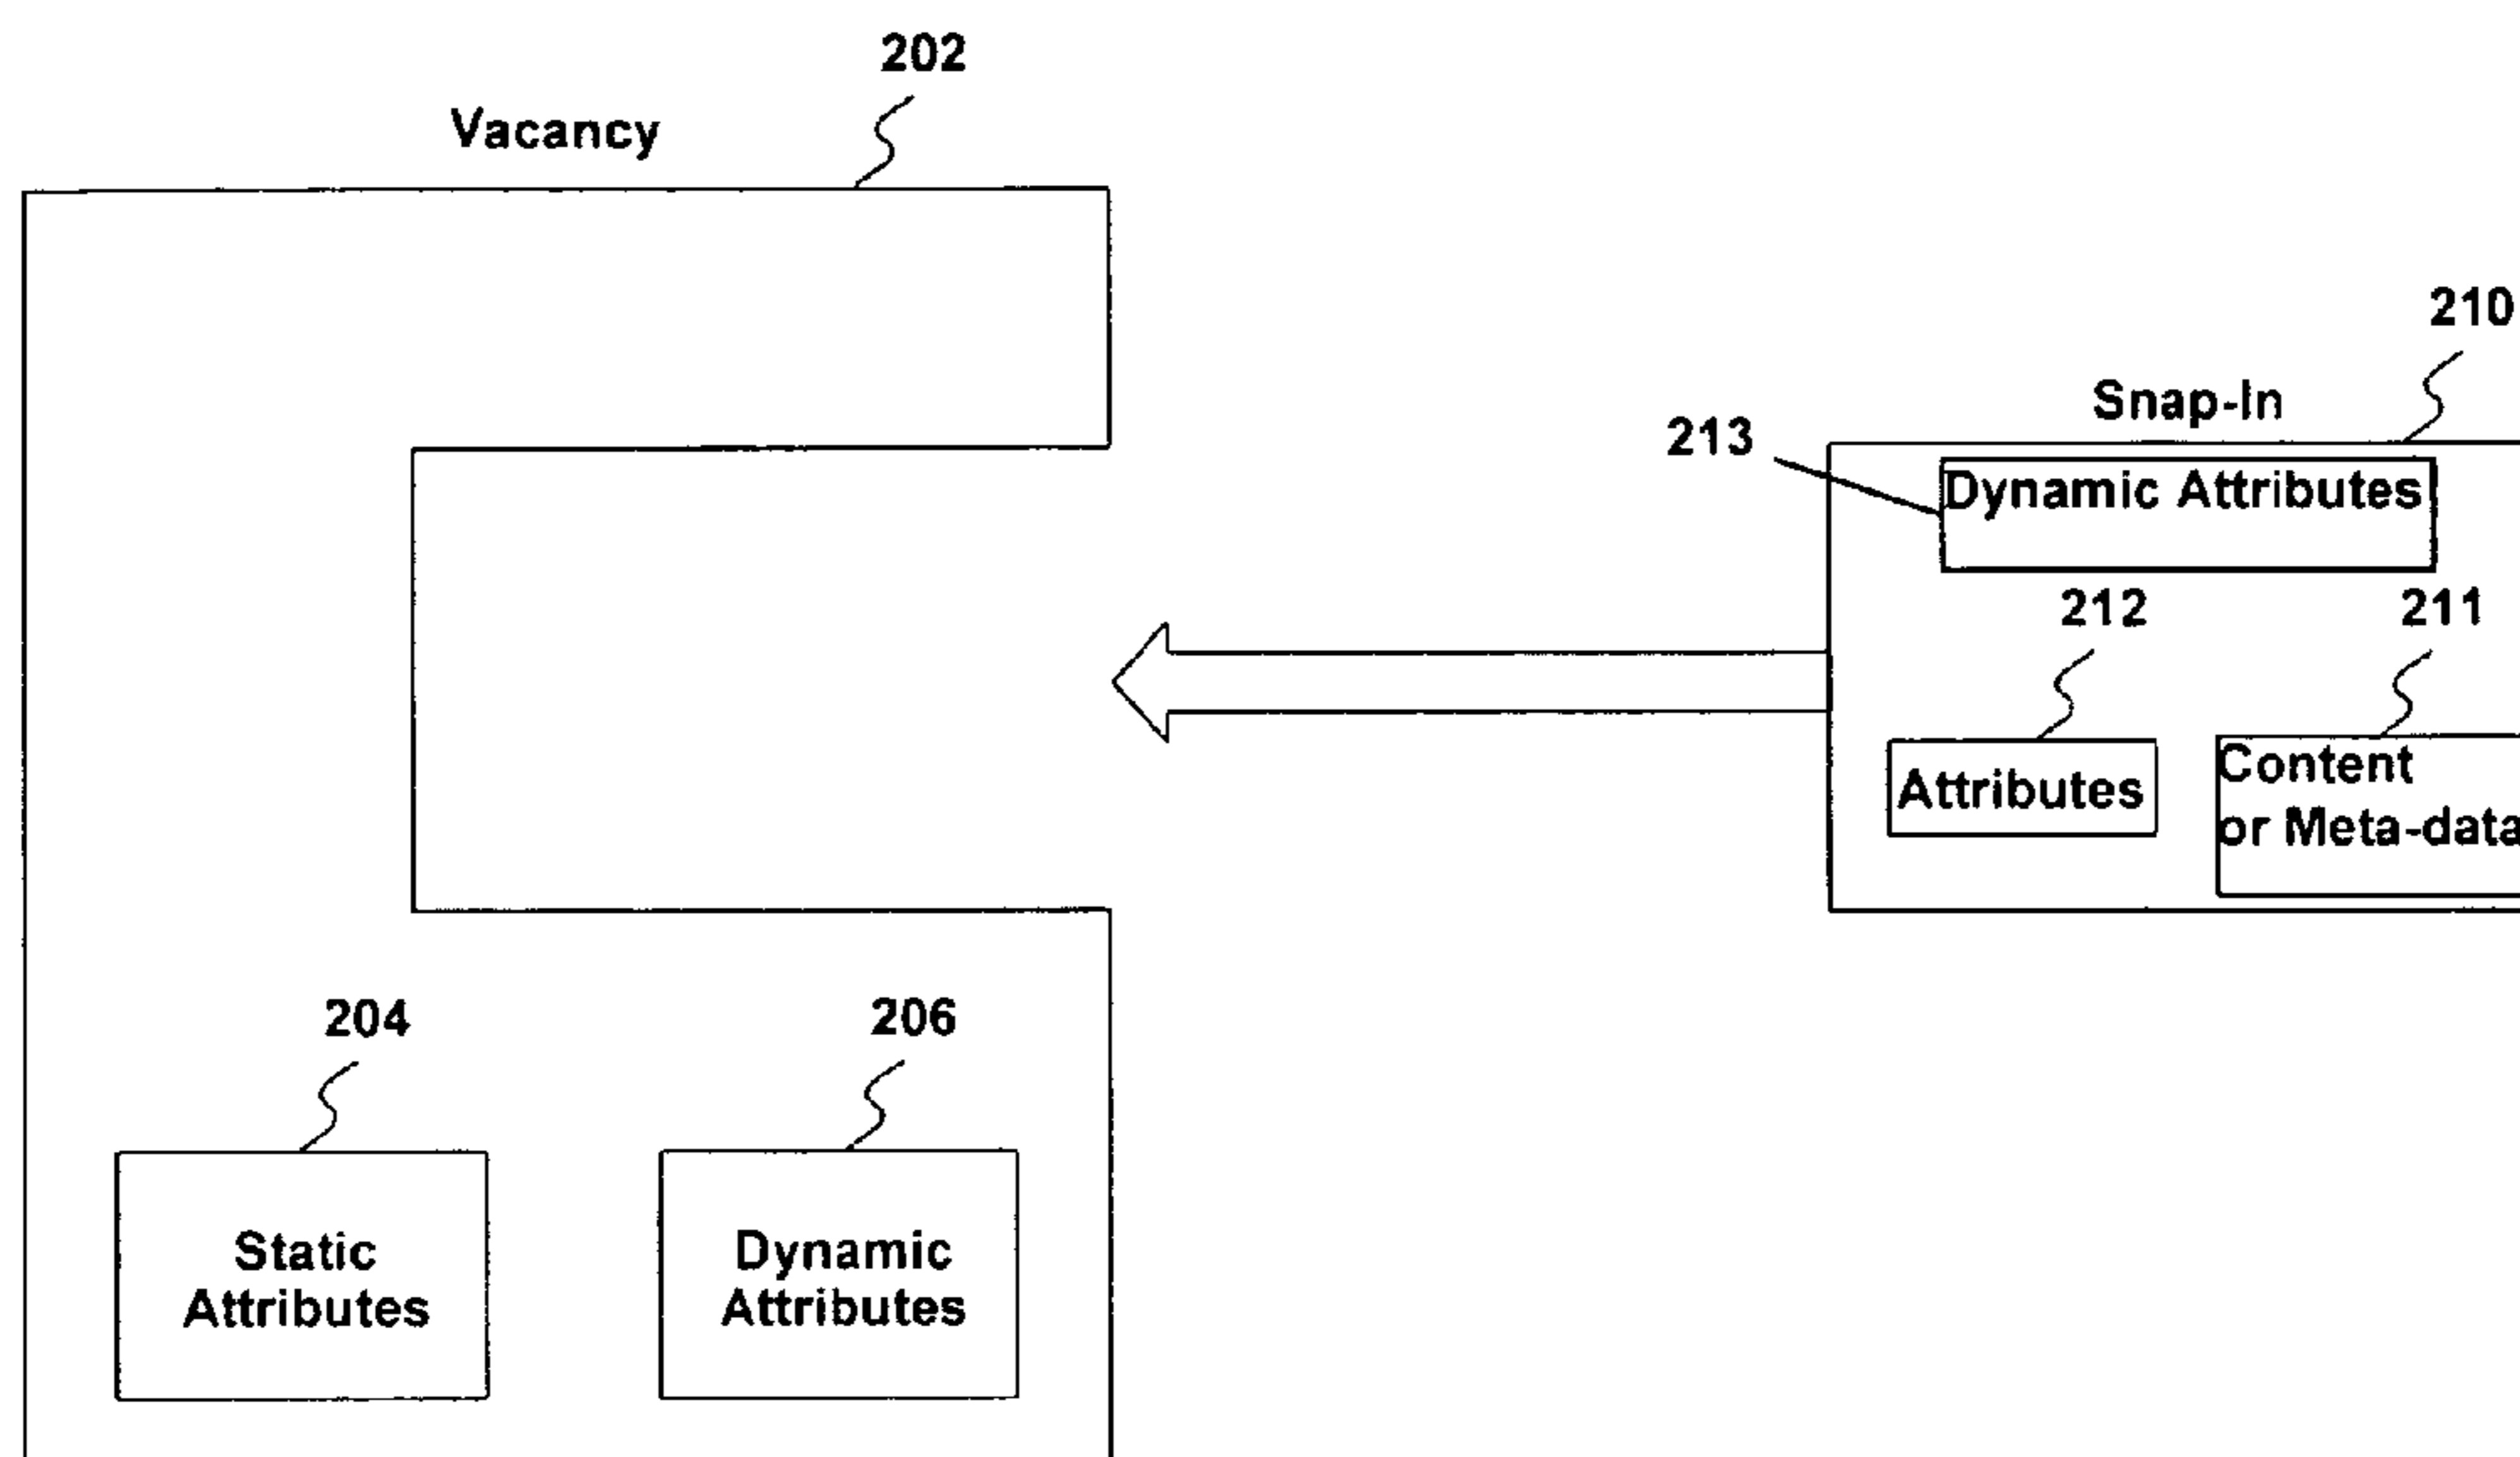 202
Vacancy
210
Snap-In
213
Dynamic Attributes
212
211
Attributes
Content
or Meta-data
204
206
Static
Attributes
Dynamic
Attributes